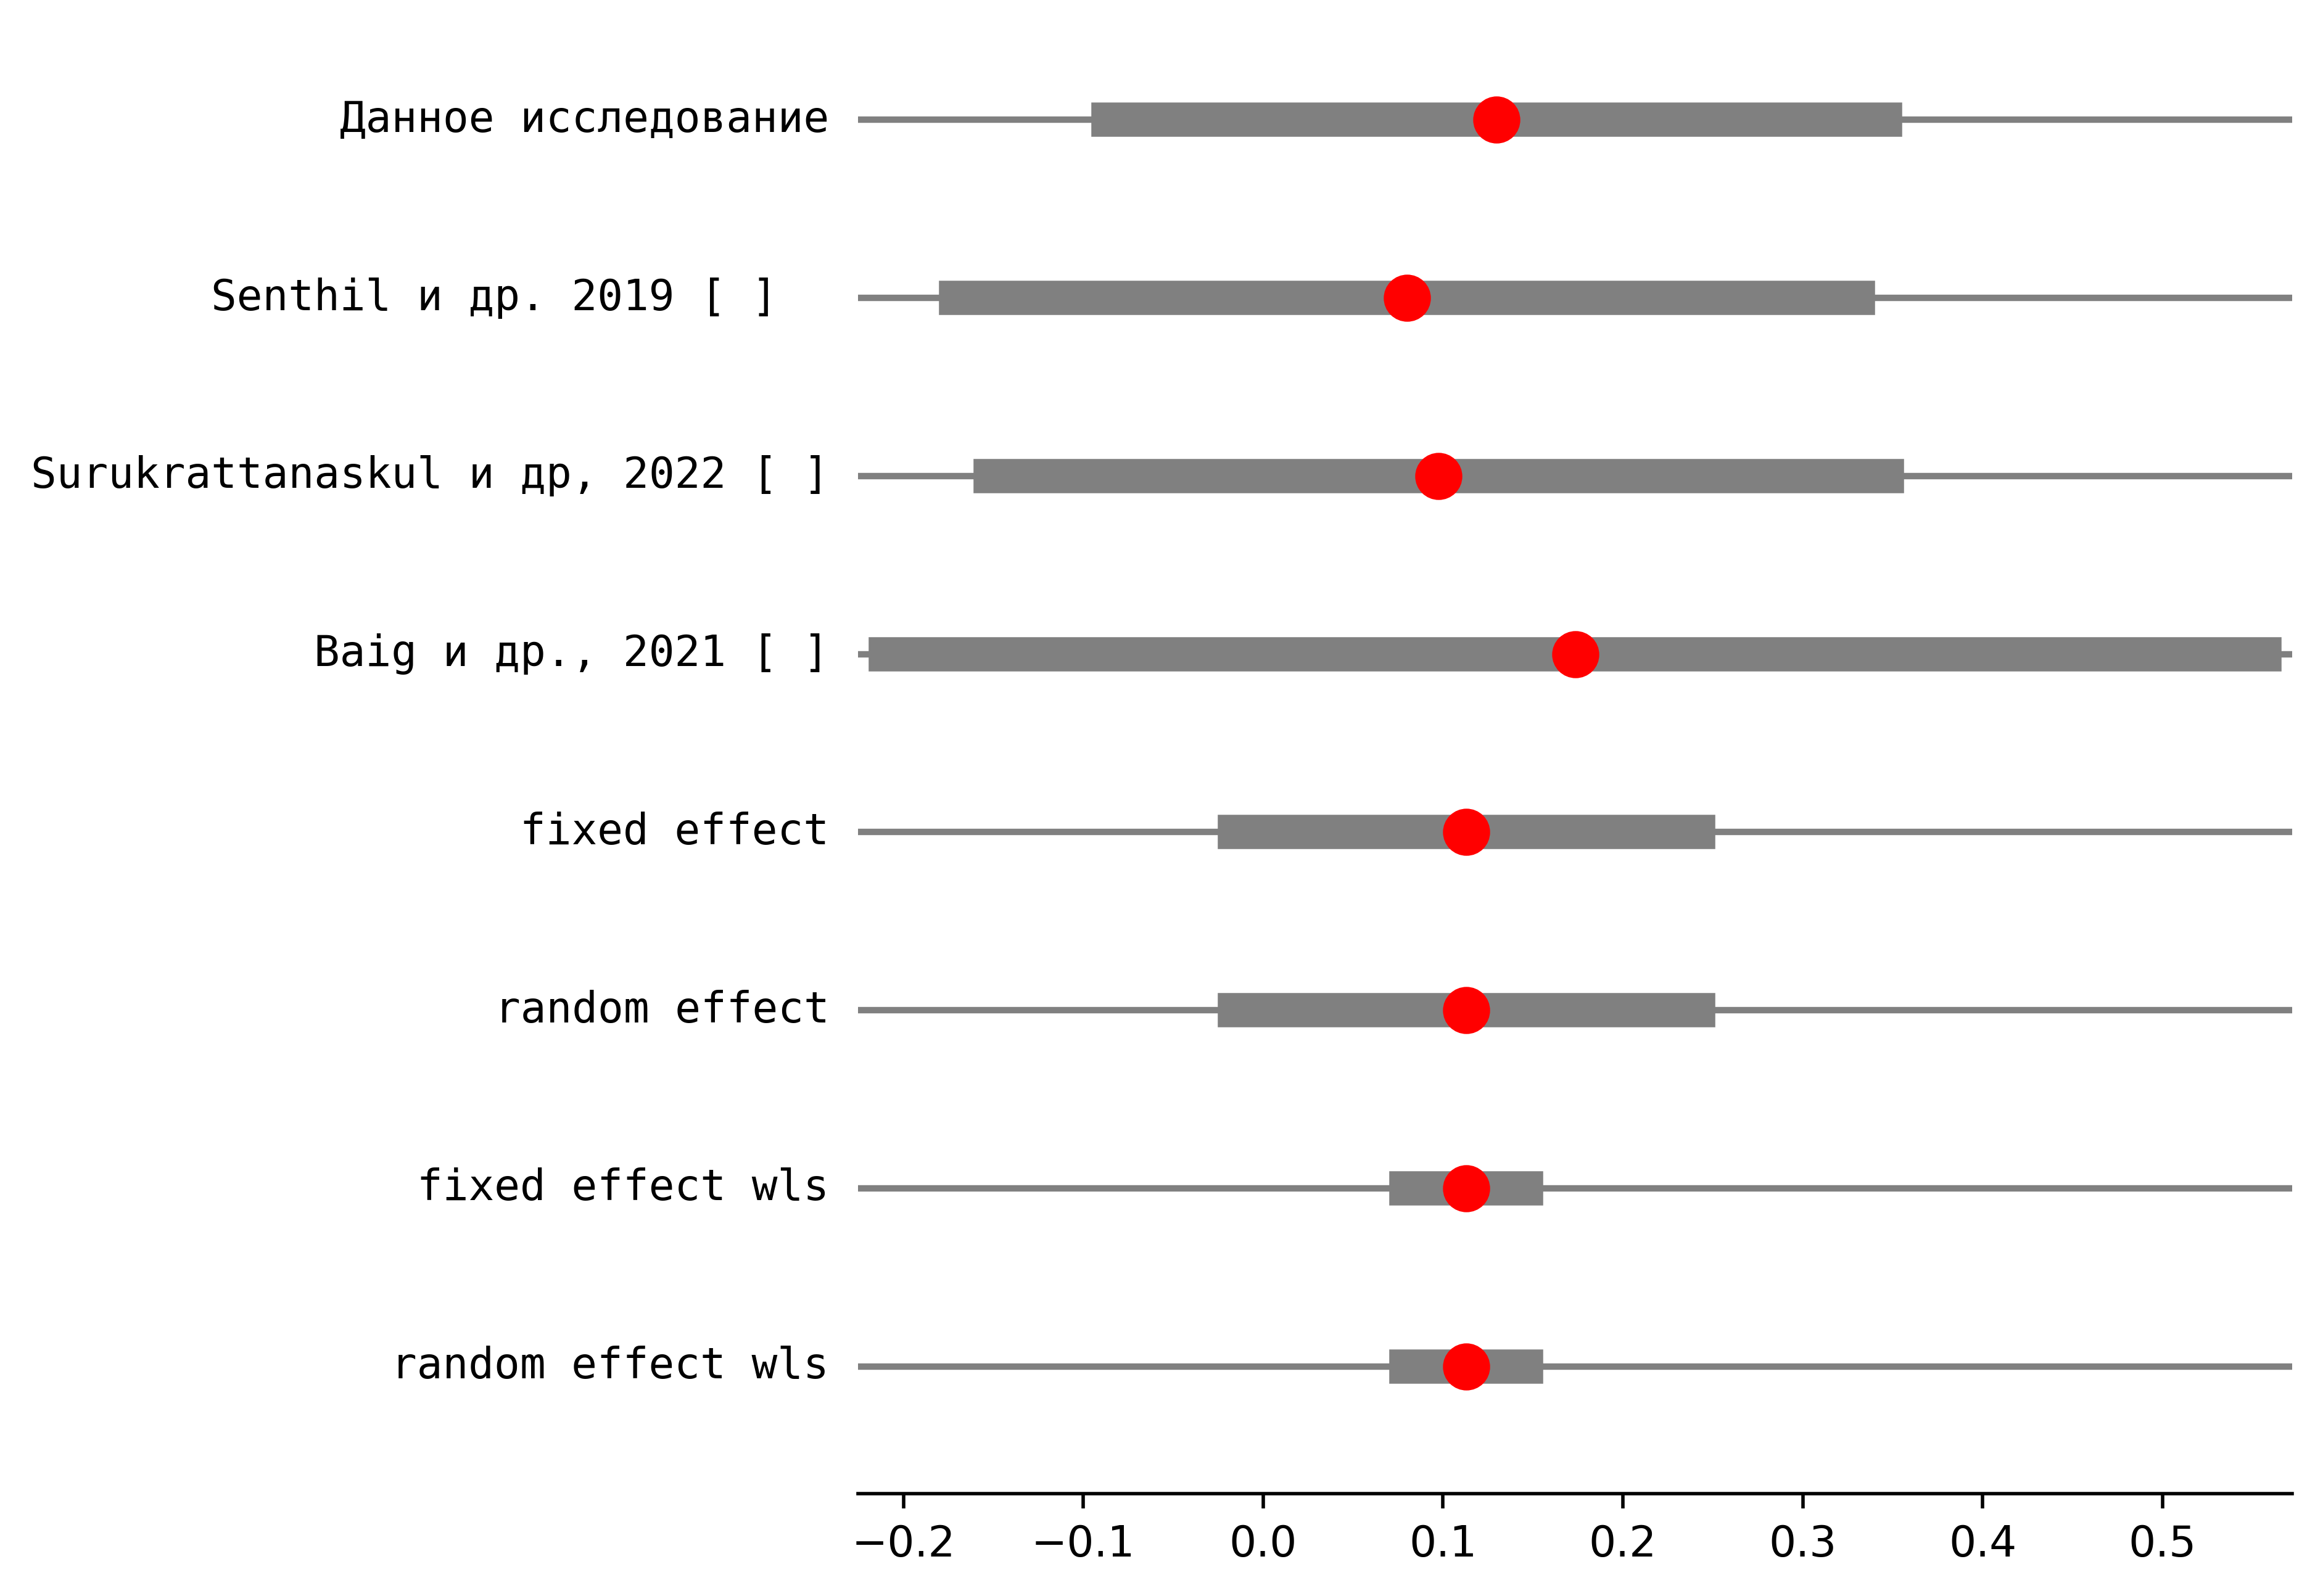 Данное исследование
Senthil и др. 2019 [ ]
Surukrattanaskul и др, 2022 [ ]
Baig и др., 2021 [ ]
fixed effect
random effect
fixed effect wls
random effect wls
−0.2 −0.1 0.0 0.1 0.2 0.3 0.4 0.5